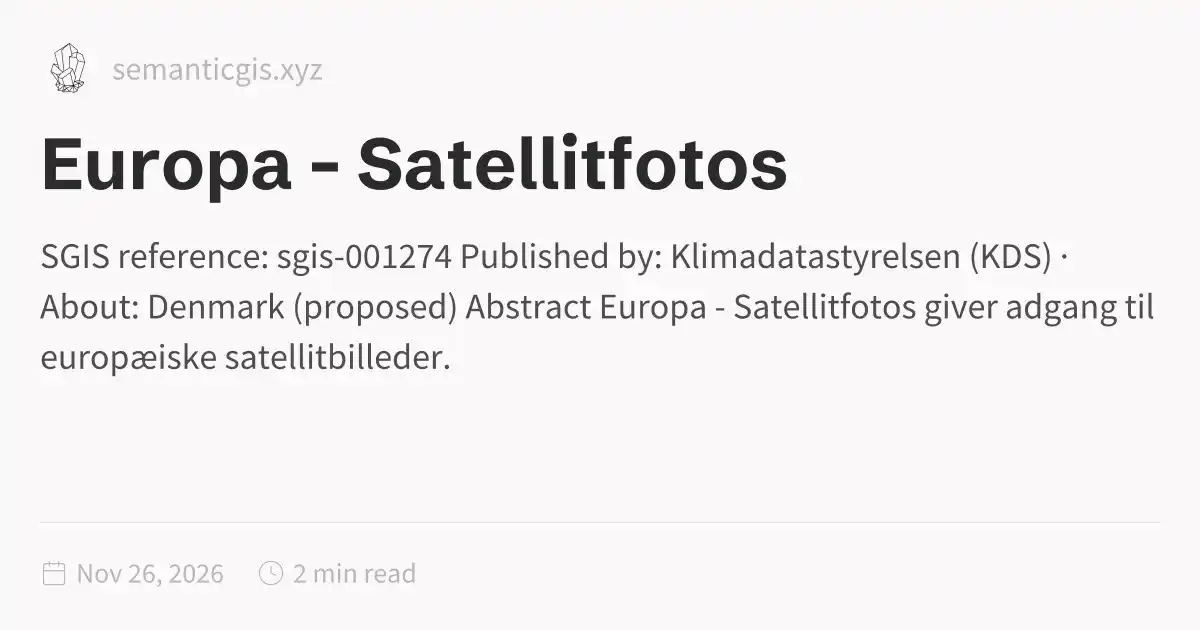 semanticgis.xyz
Europa - Satellitfotos
SGIS reference: sgis-001274 Published by: Klimadatastyrelsen (KDS) ·
About: Denmark (proposed) Abstract Europa - Satellitfotos giver adgang til
europæiske satellitbilleder.
Nov 26, 2026 2 min read